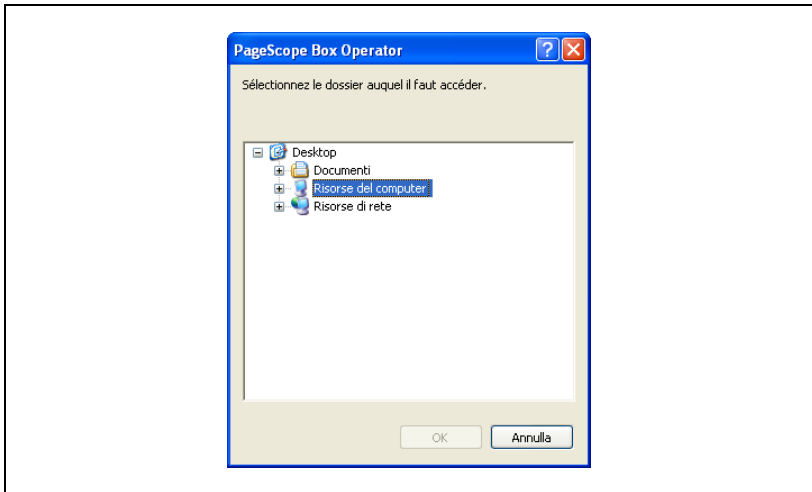 PageScope Box Operator
Sélectionnez le dossier auquel il faut accéder.
Desktop
Documenti
Risorse del computer
Risorse di rete
OK
Annulla